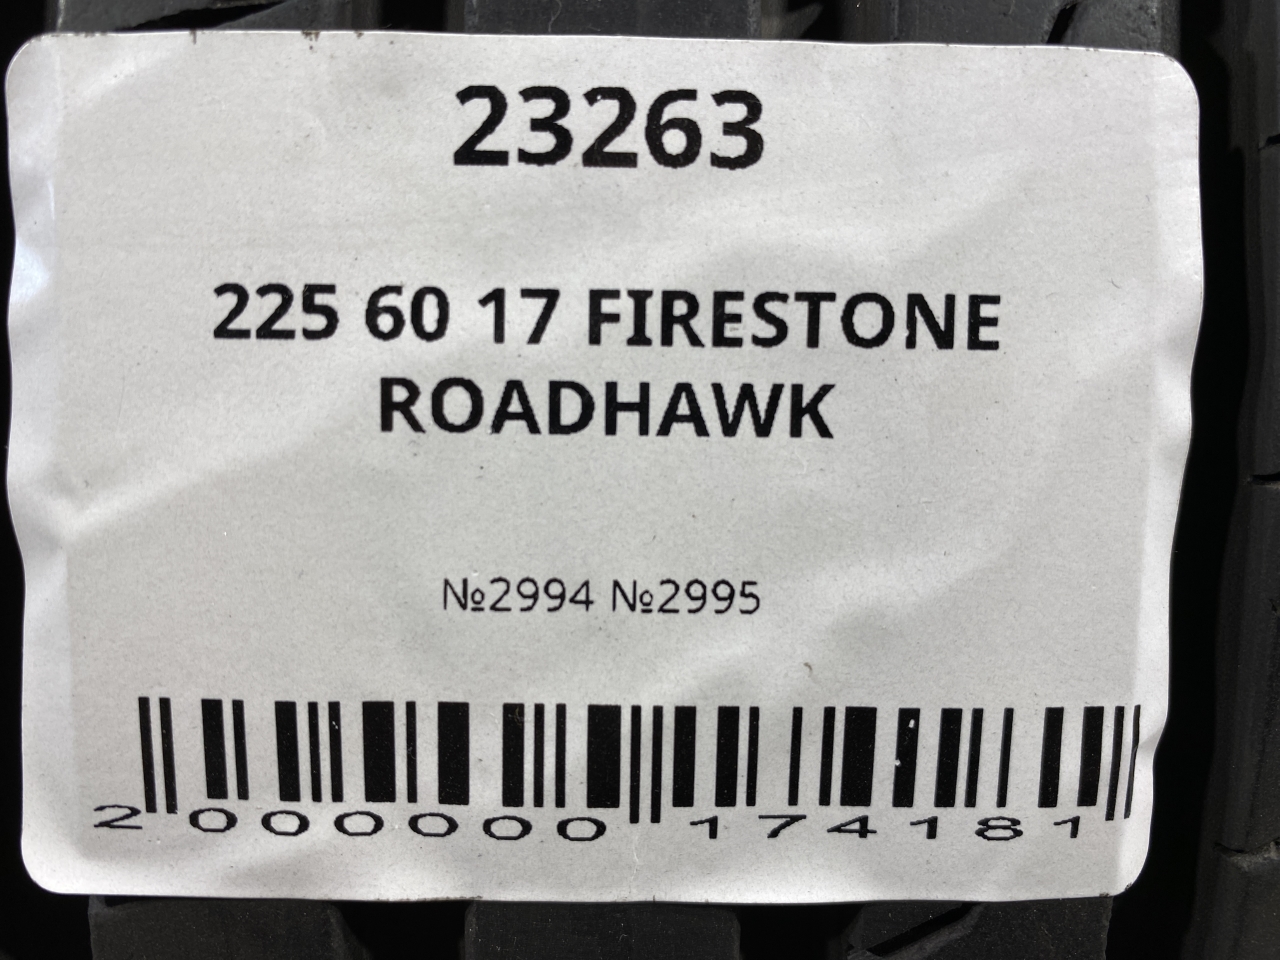 23263
225 60 17 FIRESTONE
ROADHAWK
№2994 №2995
2 000000 174181